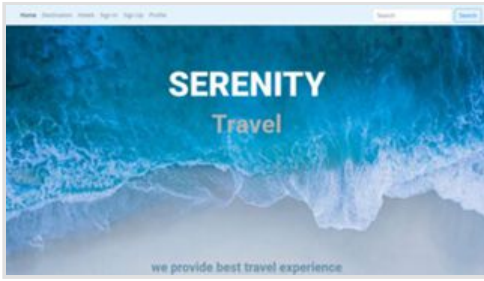 Home Destination Hotels Sign In Sign Up Profile Search Search
SERENITY
Travel
we provide best travel experience